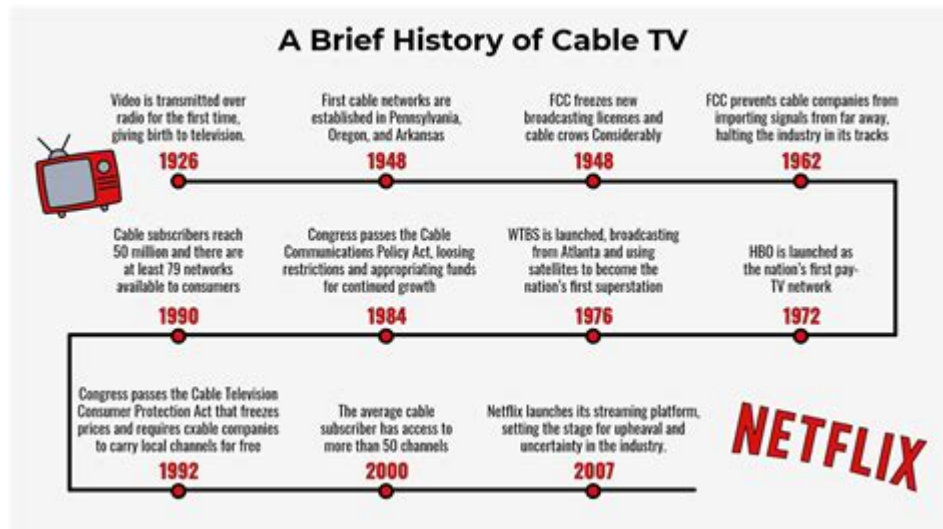 A Brief History of Cable TV
Video is transmitted over
radio for the first time,
giving birth to television.
1926
First cable networks are
established in Pennsylvania,
Oregon, and Arkansas
1948
FCC freezes new
broadcasting licenses and
cable crows Considerably
1948
FCC prevents cable companies from
importing signals from far away,
halting the industry in its tracks
1962
HBO is launched as
the nation's first pay-
TV network
1972
WTBS is launched, broadcasting
from Atlanta and using
satellites to become the
nation's first superstation
1976
Congress passes the Cable
Communications Policy Act, loosing
restrictions and appropriating funds
for continued growth
1984
Cable subscribers reach
50 million and there are
at least 79 networks
available to consumers
1990
Congress passes the Cable Television
Consumer Protection Act that freezes
prices and requires cxable companies
to carry local channels for free
1992
The average cable
subscriber has access to
more than 50 channels
2000
Netflix launches its streaming platform,
setting the stage for upheaval and
uncertainty in the industry.
2007
NETFLIX